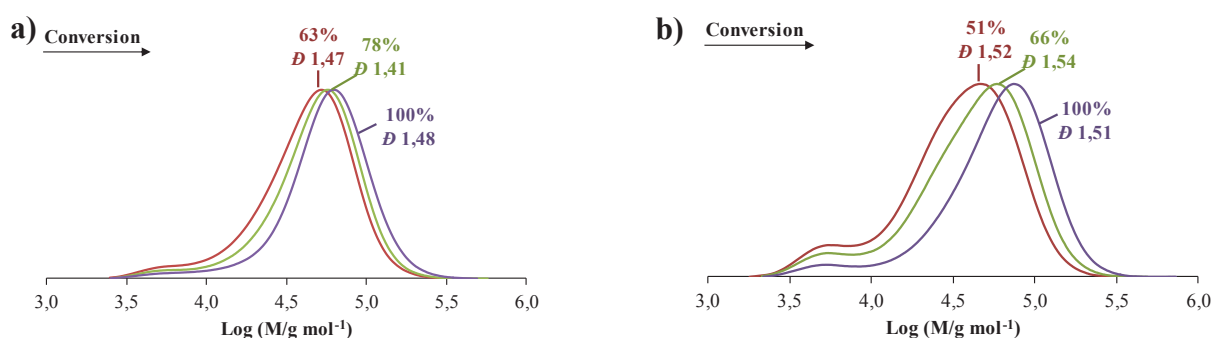 a)
Conversion
63%
Đ 1,47
78%
Đ 1,41
100%
Đ 1,48
3,0 3,5 4,0 4,5 5,0 5,5 6,0
Log (M/g mol⁻¹)
b)
Conversion
51%
Đ 1,52
66%
Đ 1,54
100%
Đ 1,51
3,0 3,5 4,0 4,5 5,0 5,5 6,0
Log (M/g mol⁻¹)